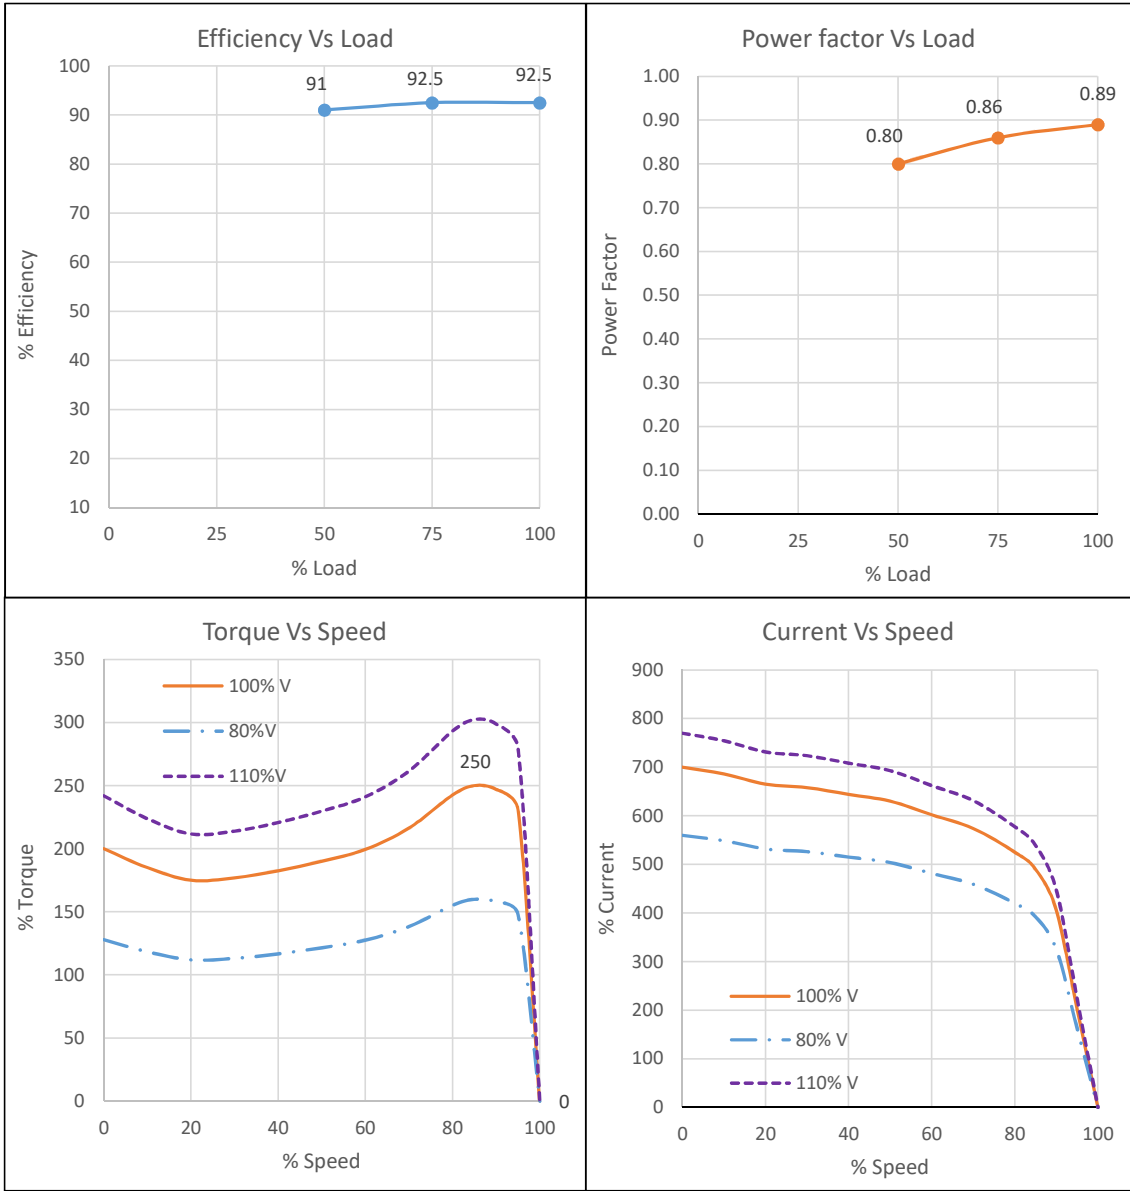 Efficiency Vs Load
100
90
80
70
60
50
40
30
20
10
% Efficiency
91
92.5
92.5
0 25 50 75 100
% Load
Power factor Vs Load
1.00
0.90
0.80
0.70
0.60
0.50
0.40
0.30
0.20
0.10
0.00
Power Factor
0.80
0.86
0.89
0 25 50 75 100
% Load
Torque Vs Speed
350
300
250
200
150
100
50
0
% Torque
100% V
80%V
110%V
250
0
0 20 40 60 80 100
% Speed
Current Vs Speed
900
800
700
600
500
400
300
200
100
0
% Current
100% V
80% V
110% V
0 20 40 60 80 100
% Speed